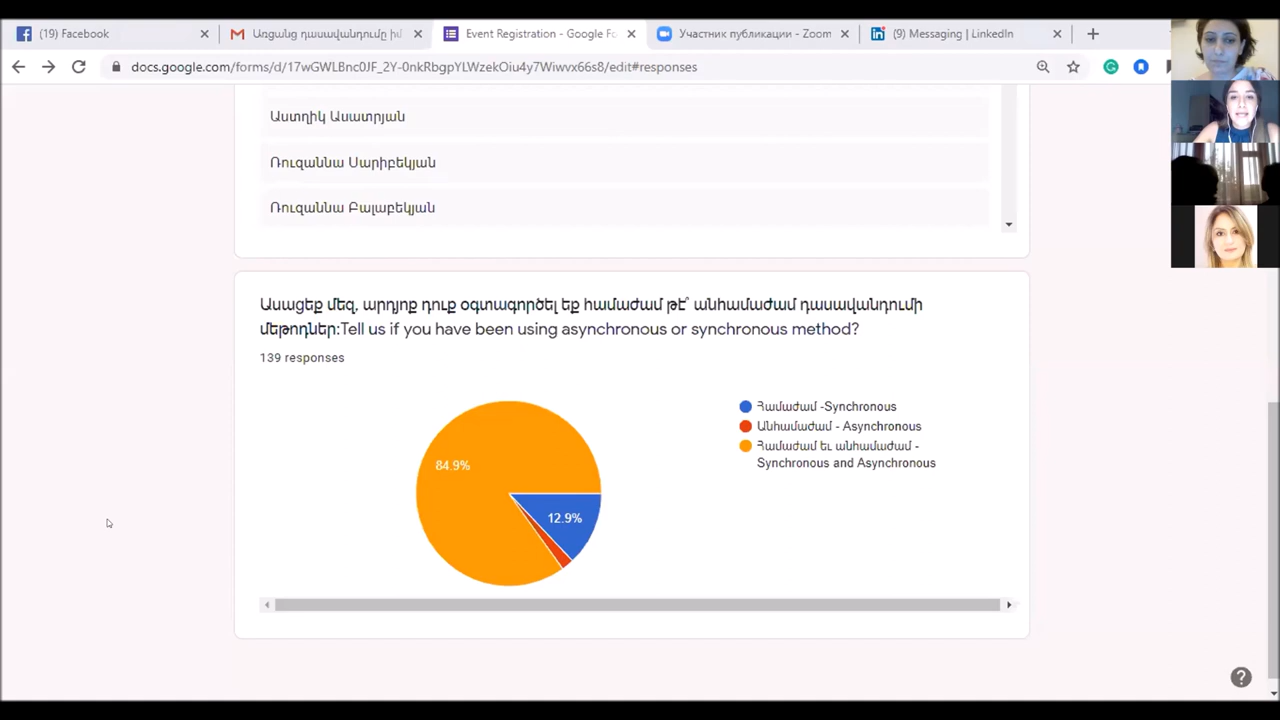 (19) Facebook
Առցանց դասավանդումը իմ
Event Registration - Google Fo
Участник публикации - Zoom
(9) Messaging | LinkedIn
docs.google.com/forms/d/17wGWLBnc0JF_2Y-0nkRbgpYLWzekOiu4y7Wiwvx66s8/edit#responses
Աստղիկ Ասատրյան
Ռուզաննա Սարիբեկյան
Ռուզաննա Բալաբեկյան
Ասացեք մեզ, արդյոք դուք օգտագործել եք համաժամ թէ՞ անհամաժամ դասավանդումի
մեթոդներ:Tell us if you have been using asynchronous or synchronous method?
139 responses
84.9%
12.9%
Համաժամ -Synchronous
Անհամաժամ - Asynchronous
Համաժամ եւ անհամաժամ -
Synchronous and Asynchronous